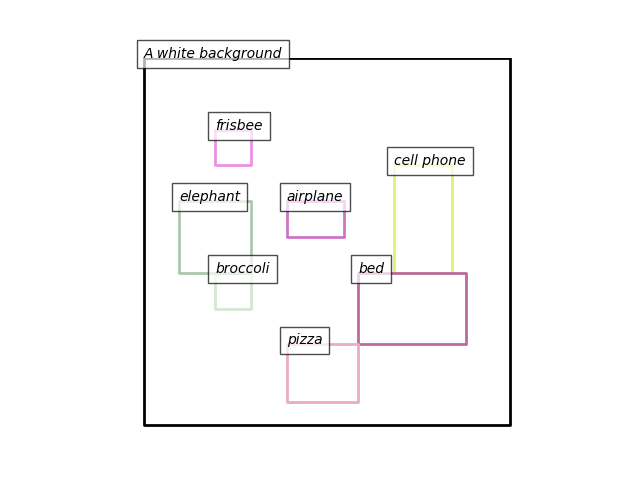 A white background
frisbee
cell phone
elephant
airplane
broccoli
bed
pizza